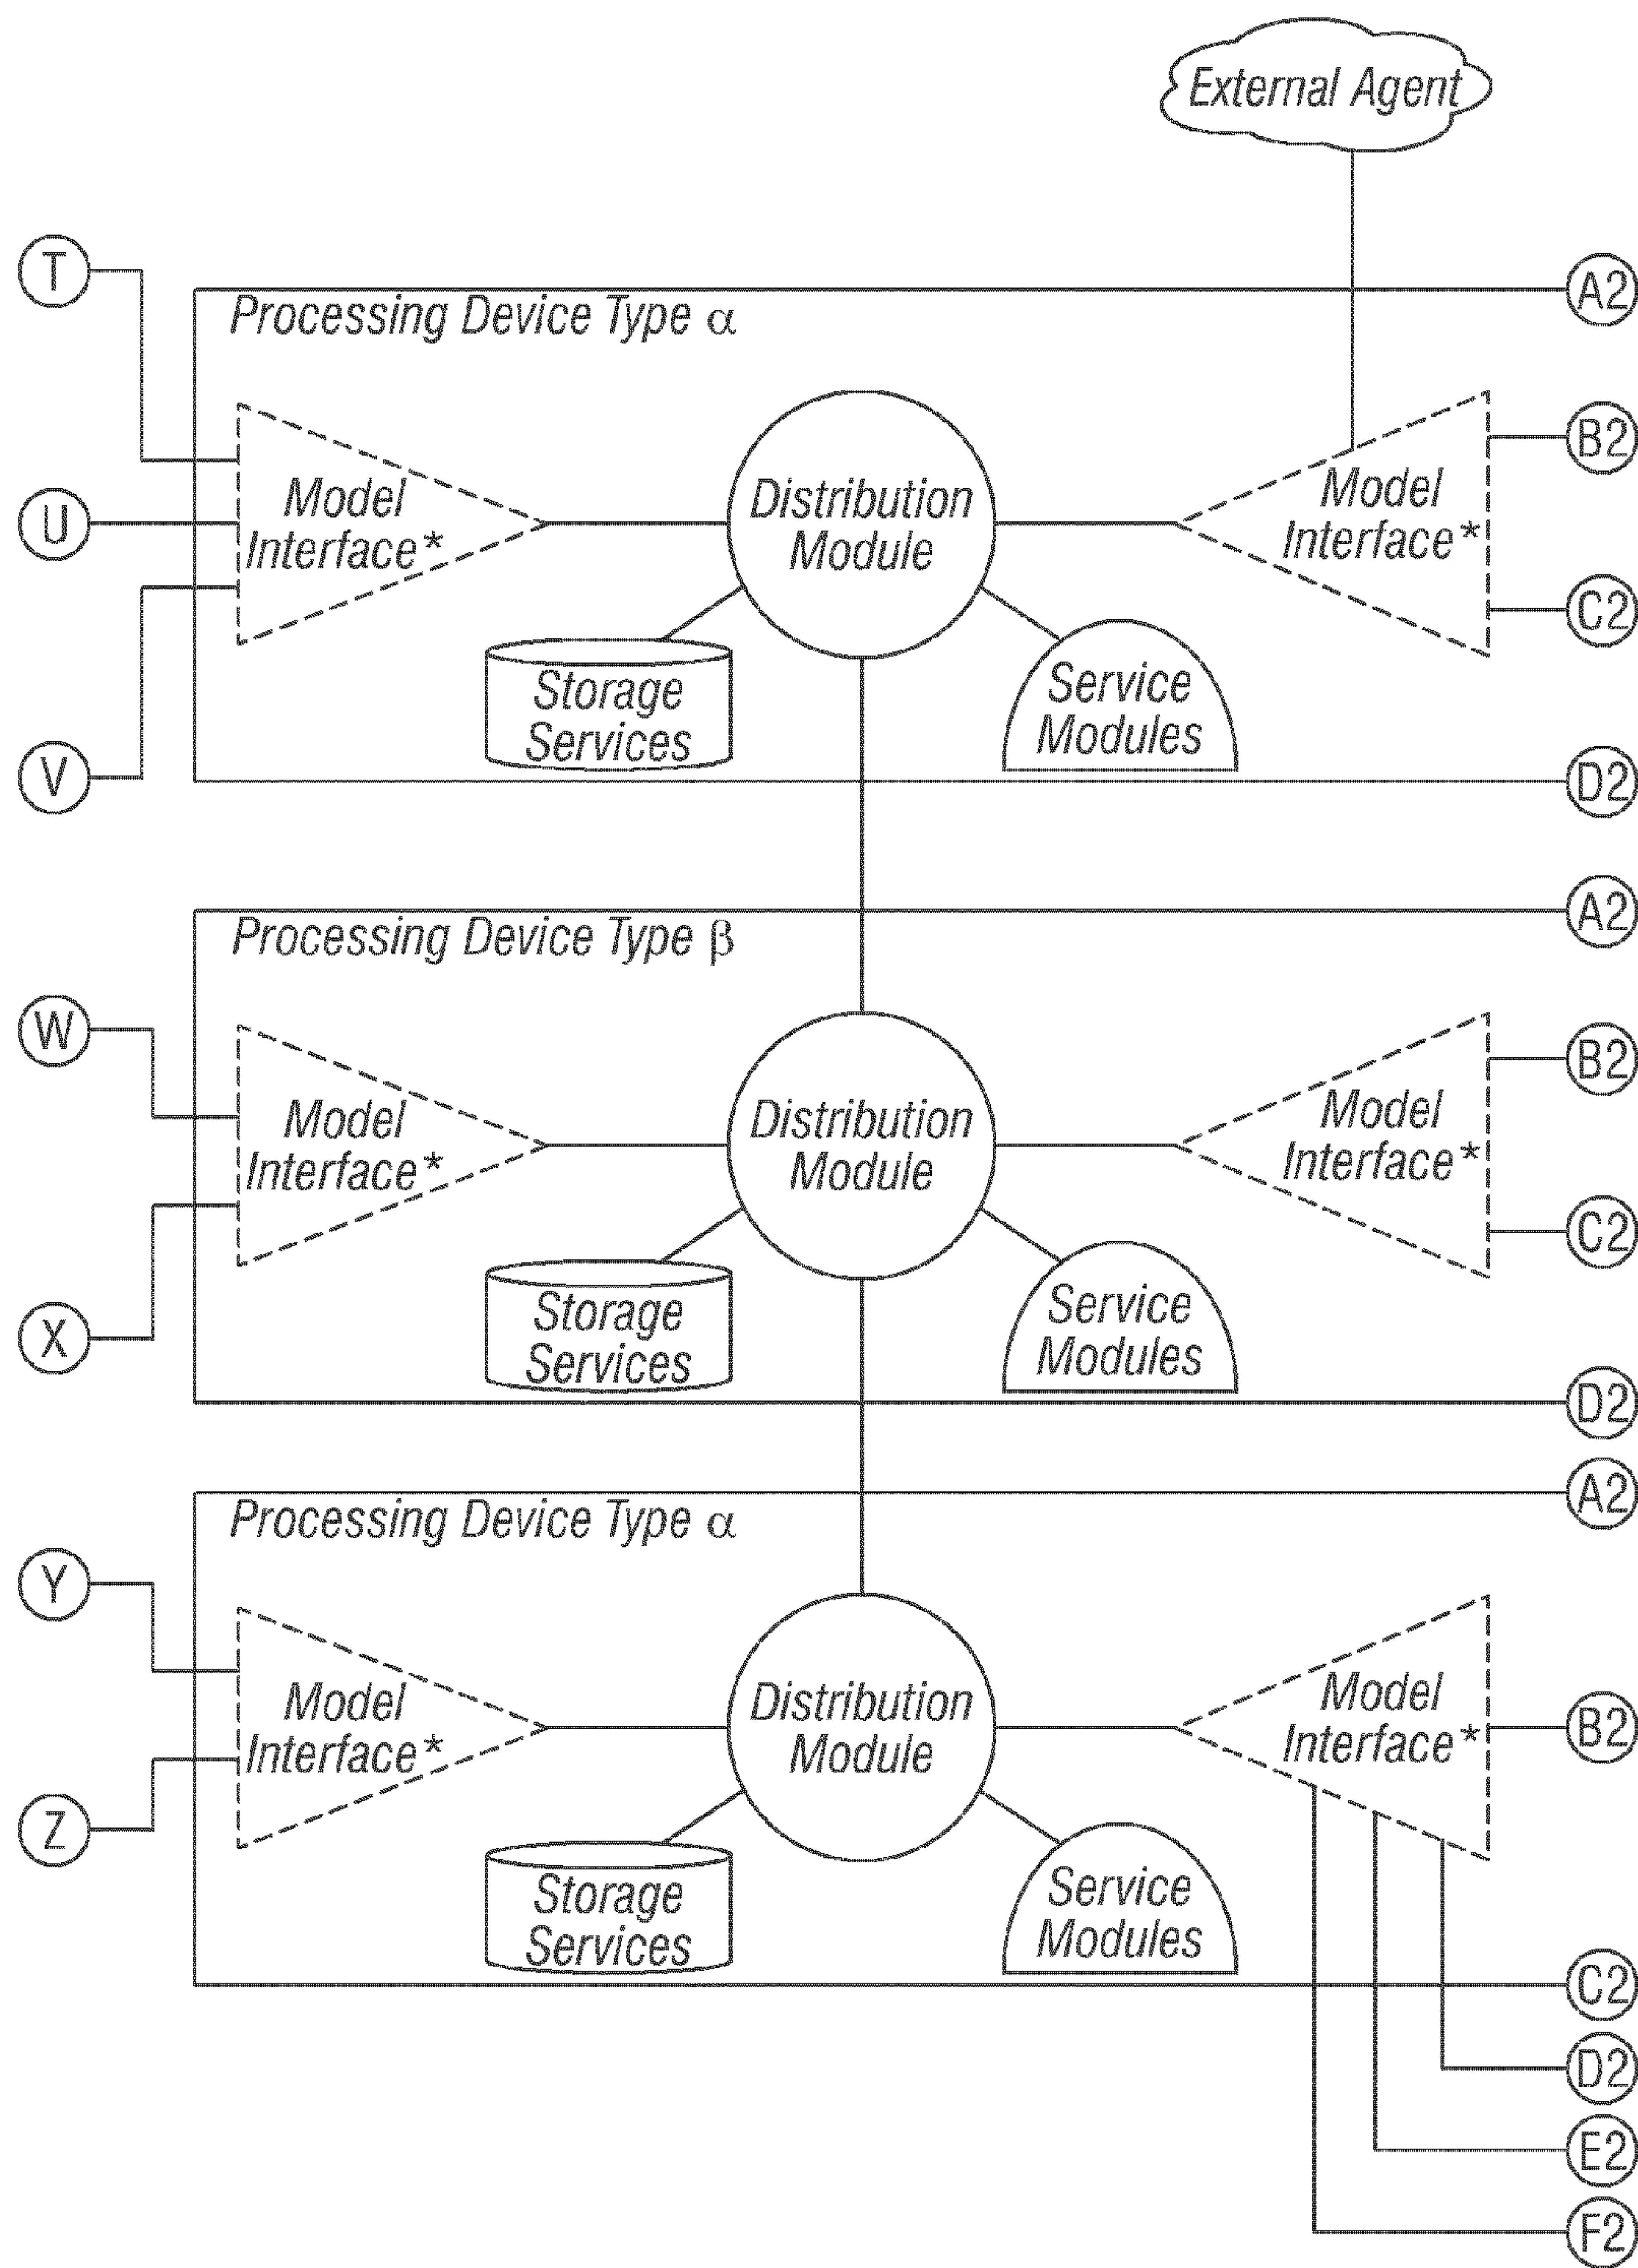 External Agent
T
A2
Processing Device Type α
B2
Model
Interface*
Distribution
Module
Model
Interface*
U
C2
Storage
Services
Service
Modules
V
D2
A2
Processing Device Type β
W
B2
Model
Interface*
Distribution
Module
Model
Interface*
C2
Storage
Services
Service
Modules
X
D2
A2
Processing Device Type α
Y
Model
Interface*
Distribution
Module
Model
Interface*
B2
Z
Storage
Services
Service
Modules
C2
D2
E2
F2